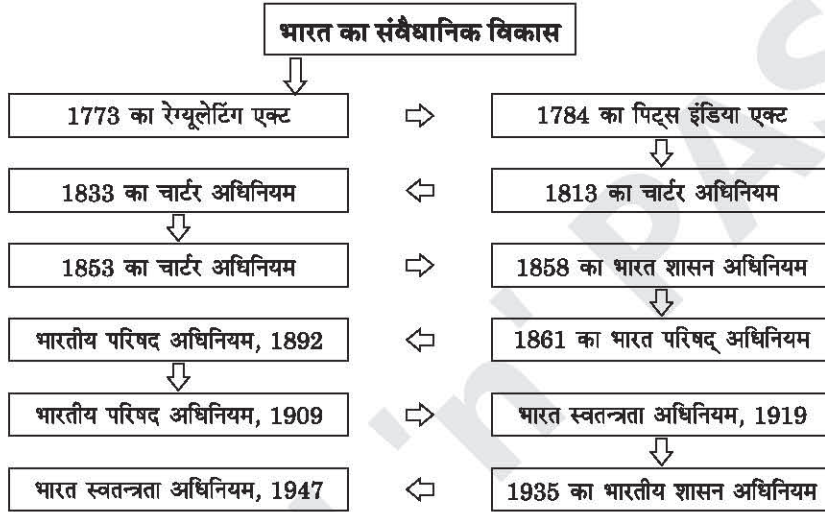 भारत का संवैधानिक विकास
1773 का रेग्यूलेटिंग एक्ट
1784 का पिट्स इंडिया एक्ट
1813 का चार्टर अधिनियम
1833 का चार्टर अधिनियम
1853 का चार्टर अधिनियम
1858 का भारत शासन अधिनियम
1861 का भारत परिषद् अधिनियम
भारतीय परिषद अधिनियम, 1892
भारतीय परिषद अधिनियम, 1909
भारत स्वतन्त्रता अधिनियम, 1919
1935 का भारतीय शासन अधिनियम
भारत स्वतन्त्रता अधिनियम, 1947
'n' PAS